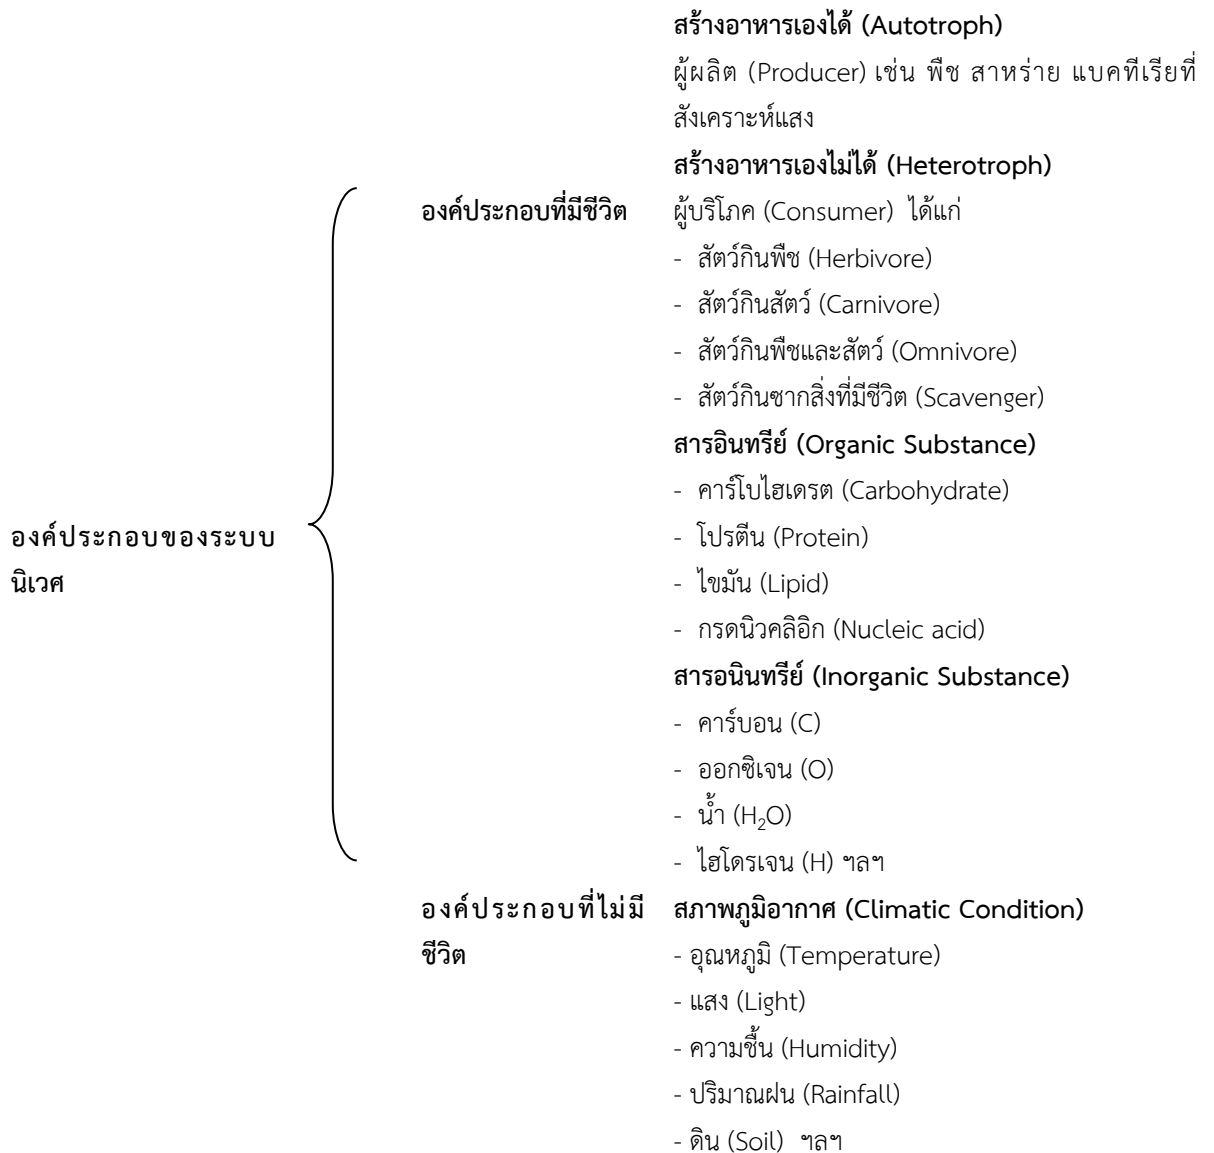 สร้างอาหารเองได้ (Autotroph)
ผู้ผลิต (Producer) เช่น พืช สาหร่าย แบคทีเรียที่
สังเคราะห์แสง
สร้างอาหารเองไม่ได้ (Heterotroph)
องค์ประกอบที่มีชีวิต ผู้บริโภค (Consumer) ได้แก่
- สัตว์กินพืช (Herbivore)
- สัตว์กินสัตว์ (Carnivore)
- สัตว์กินพืชและสัตว์ (Omnivore)
- สัตว์กินซากสิ่งที่มีชีวิต (Scavenger)
สารอินทรีย์ (Organic Substance)
- คาร์โบไฮเดรต (Carbohydrate)
องค์ประกอบของระบบ
นิเวศ
- โปรตีน (Protein)
- ไขมัน (Lipid)
- กรดนิวคลิอิก (Nucleic acid)
สารอนินทรีย์ (Inorganic Substance)
- คาร์บอน (C)
- ออกซิเจน (O)
- น้ำ (H₂O)
- ไฮโดรเจน (H) ฯลฯ
องค์ประกอบที่ไม่มี
ชีวิต
สภาพภูมิอากาศ (Climatic Condition)
- อุณหภูมิ (Temperature)
- แสง (Light)
- ความชื้น (Humidity)
- ปริมาณฝน (Rainfall)
- ดิน (Soil) ฯลฯ